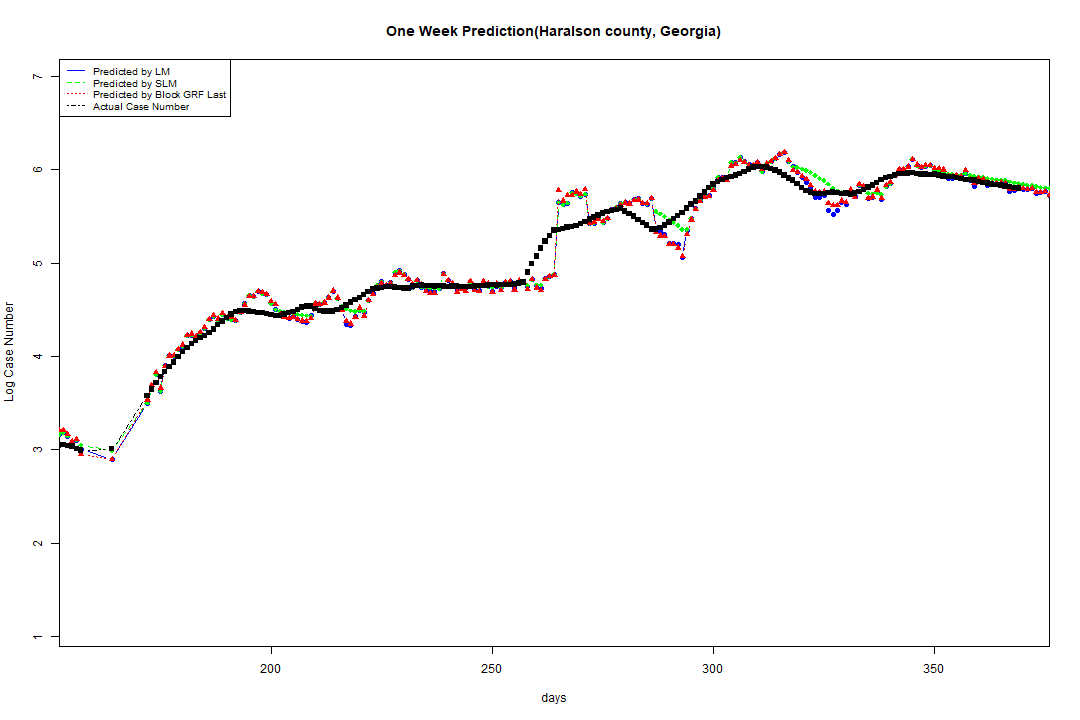 One Week Prediction(Haralson county, Georgia)
Predicted by LM
Predicted by SLM
Predicted by Block GRF Last
Actual Case Number
7
6
5
4
3
2
1
Log Case Number
200 250 300 350
days